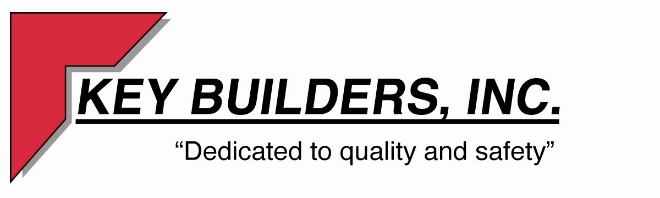 KEY BUILDERS, INC.
“Dedicated to quality and safety”